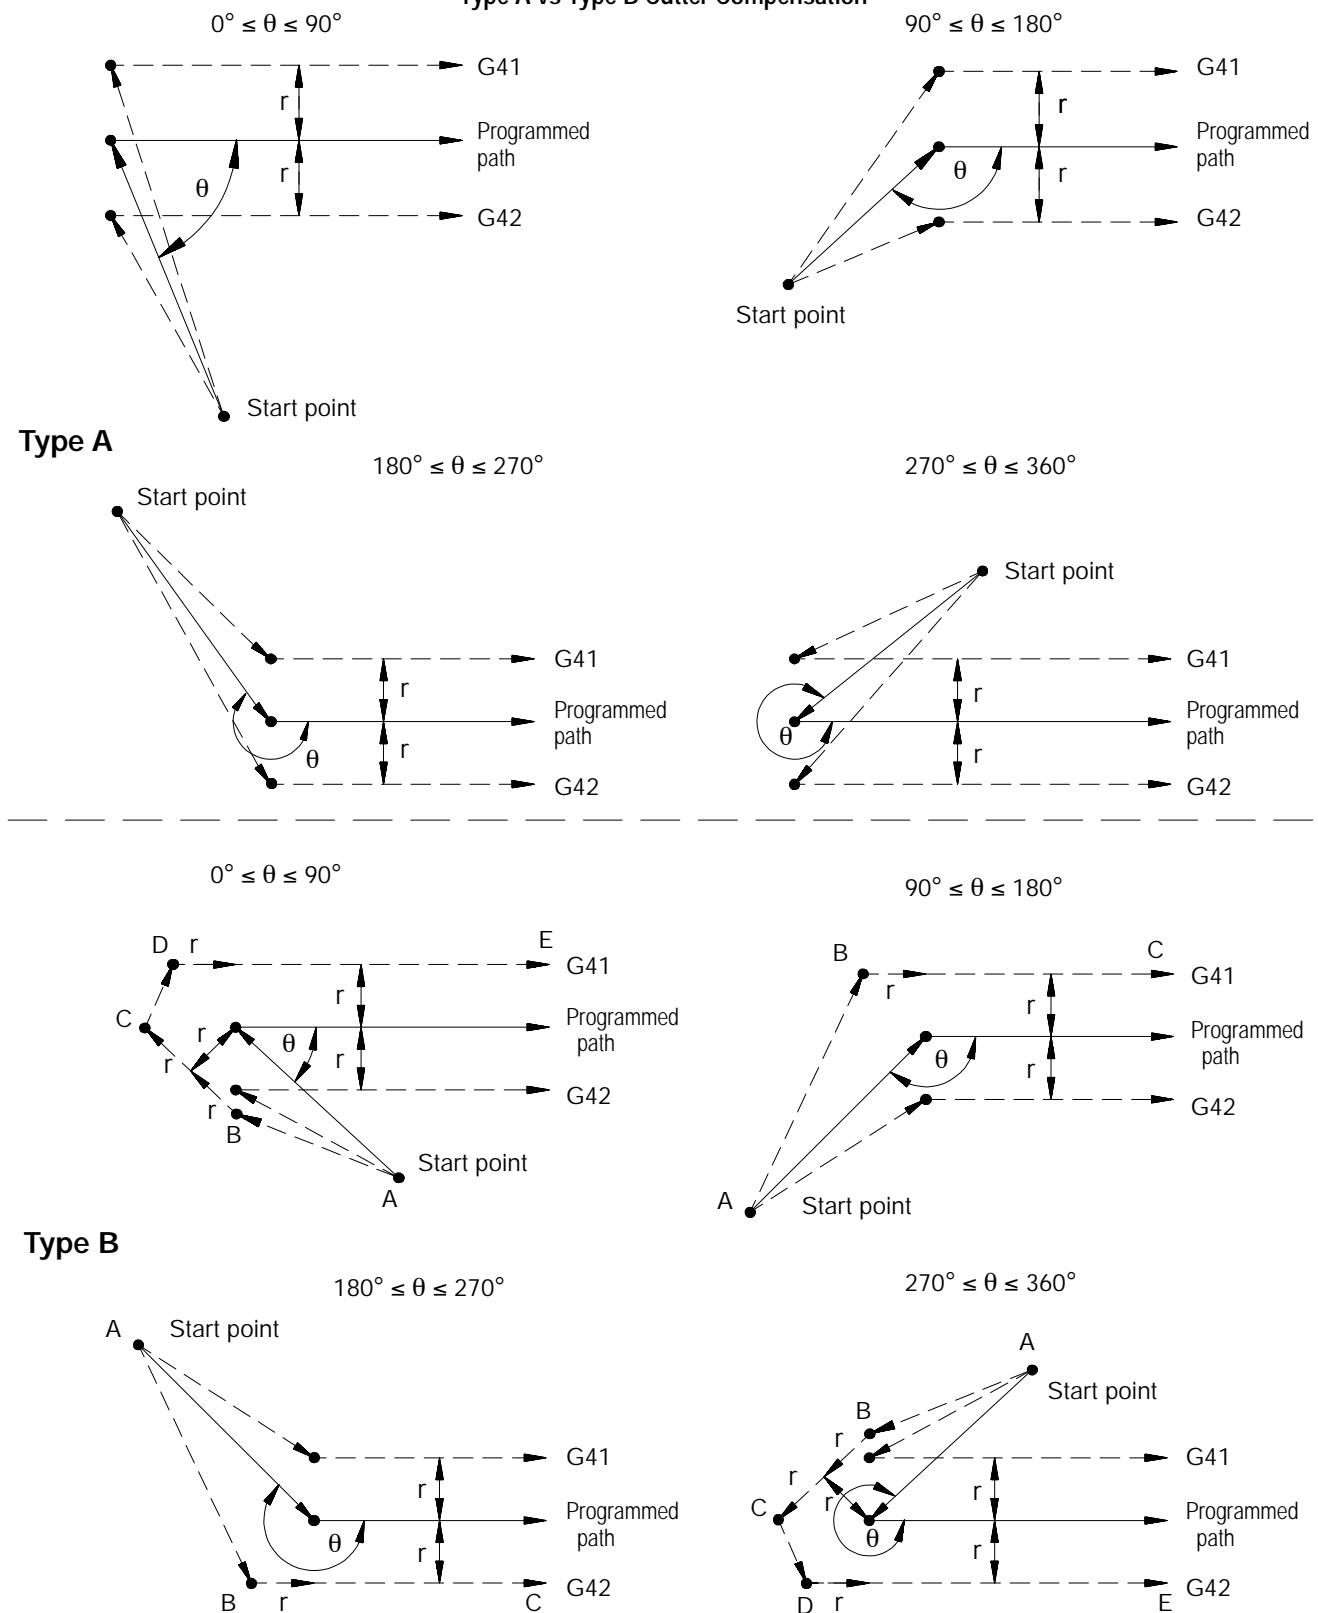 Type A vs Type B Cutter Compensation
0° ≤ θ ≤ 90°
90° ≤ θ ≤ 180°
G41
r
Programmed
path
r
θ
G42
Start point
G41
r
Programmed
path
θ
r
G42
Start point
Type A
180° ≤ θ ≤ 270°
270° ≤ θ ≤ 360°
Start point
G41
r
Programmed
path
r
θ
G42
Start point
G41
r
Programmed
path
θ
r
G42
0° ≤ θ ≤ 90°
90° ≤ θ ≤ 180°
D r E
G41
r
C
r
Programmed
path
θ
r
r
G42
r
B
Start point
A
B C
G41
r
r
Programmed
path
θ
r
G42
A
Start point
Type B
180° ≤ θ ≤ 270°
270° ≤ θ ≤ 360°
A Start point
G41
r
Programmed
path
θ
r
G42
B r C
A
Start point
B
r
G41
r
r
r
C
Programmed
path
θ
r
G42
D r E